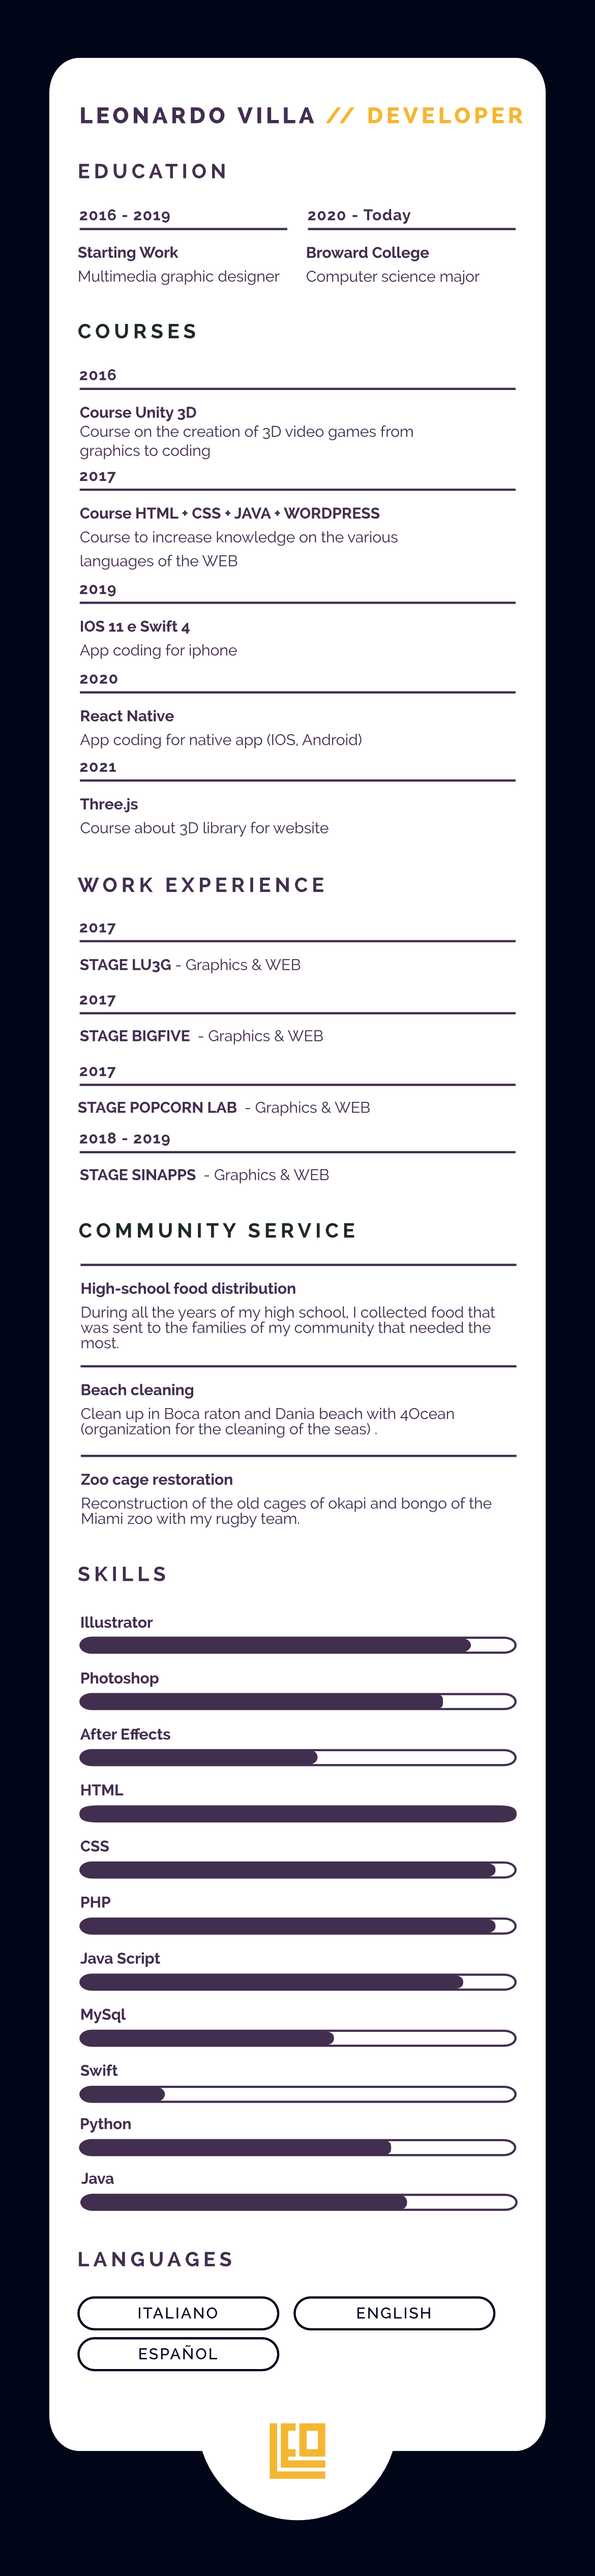 LEONARDO VILLA // DEVELOPER
EDUCATION
2016 - 2019
Starting Work
Multimedia graphic designer
2020 - Today
Broward College
Computer science major
COURSES
2016
Course Unity 3D
Course on the creation of 3D video games from
graphics to coding
2017
Course HTML + CSS + JAVA + WORDPRESS
Course to increase knowledge on the various
languages of the WEB
2019
IOS 11 e Swift 4
App coding for iphone
2020
React Native
App coding for native app (IOS, Android)
2021
Three.js
Course about 3D library for website
WORK EXPERIENCE
2017
STAGE LU3G - Graphics & WEB
2017
STAGE BIGFIVE - Graphics & WEB
2017
STAGE POPCORN LAB - Graphics & WEB
2018 - 2019
STAGE SINAPPS - Graphics & WEB
COMMUNITY SERVICE
High-school food distribution
During all the years of my high school, I collected food that
was sent to the families of my community that needed the
most.
Beach cleaning
Clean up in Boca raton and Dania beach with 4Ocean
(organization for the cleaning of the seas) .
Zoo cage restoration
Reconstruction of the old cages of okapi and bongo of the
Miami zoo with my rugby team.
SKILLS
Illustrator
Photoshop
After Effects
HTML
CSS
PHP
Java Script
MySql
Swift
Python
Java
LANGUAGES
ITALIANO
ENGLISH
ESPAÑOL
LEO